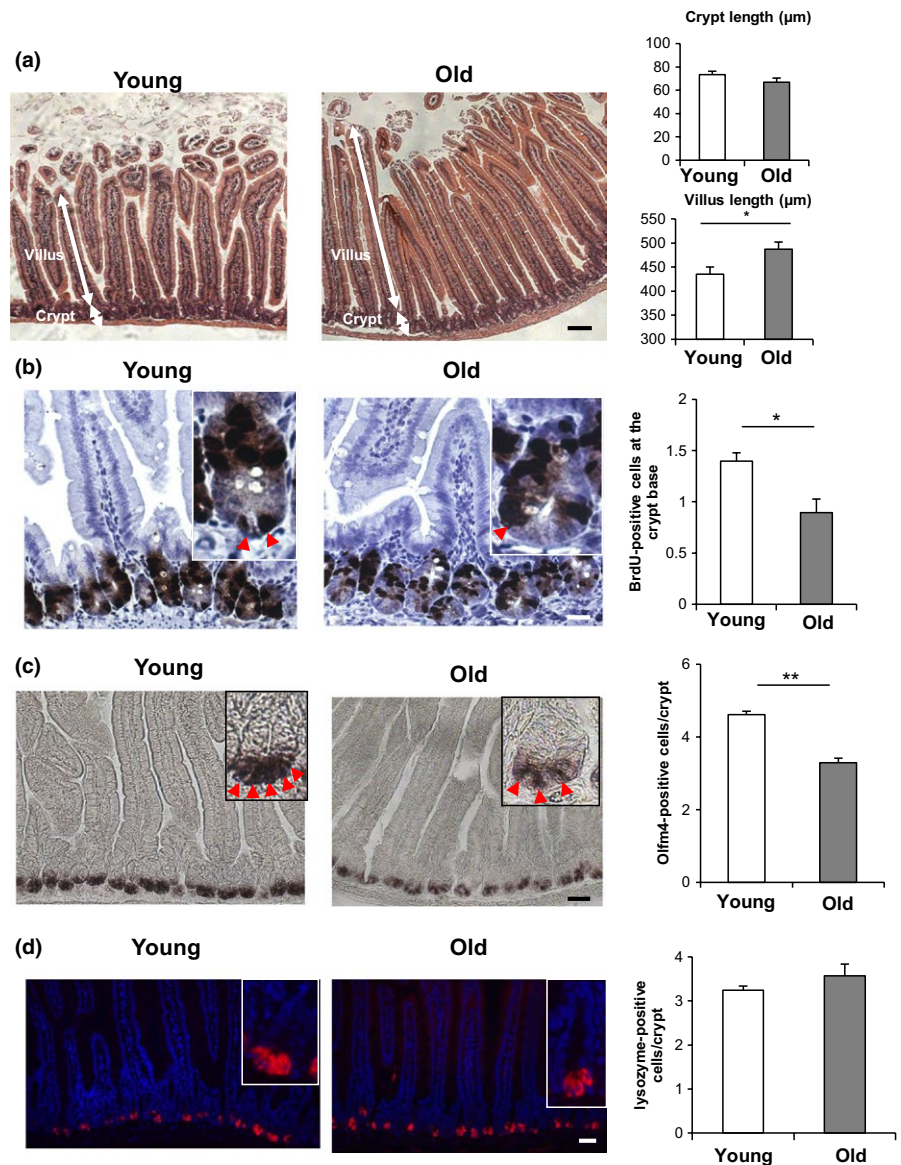 (a)
Young
Old
Villus
Crypt
Villus
Crypt
Crypt length (µm)
100
80
60
40
20
0
Young Old
Villus length (µm)
*
550
500
450
400
350
300
Young Old
(b)
Young
Old
BrdU-positive cells at the
crypt base
2
1.5
1
0.5
0
*
Young Old
(c)
Young
Old
Olfm4-positive cells/crypt
6
4
2
0
**
Young Old
(d)
Young
Old
lysozyme-positive
cells/crypt
4
3
2
1
0
Young Old